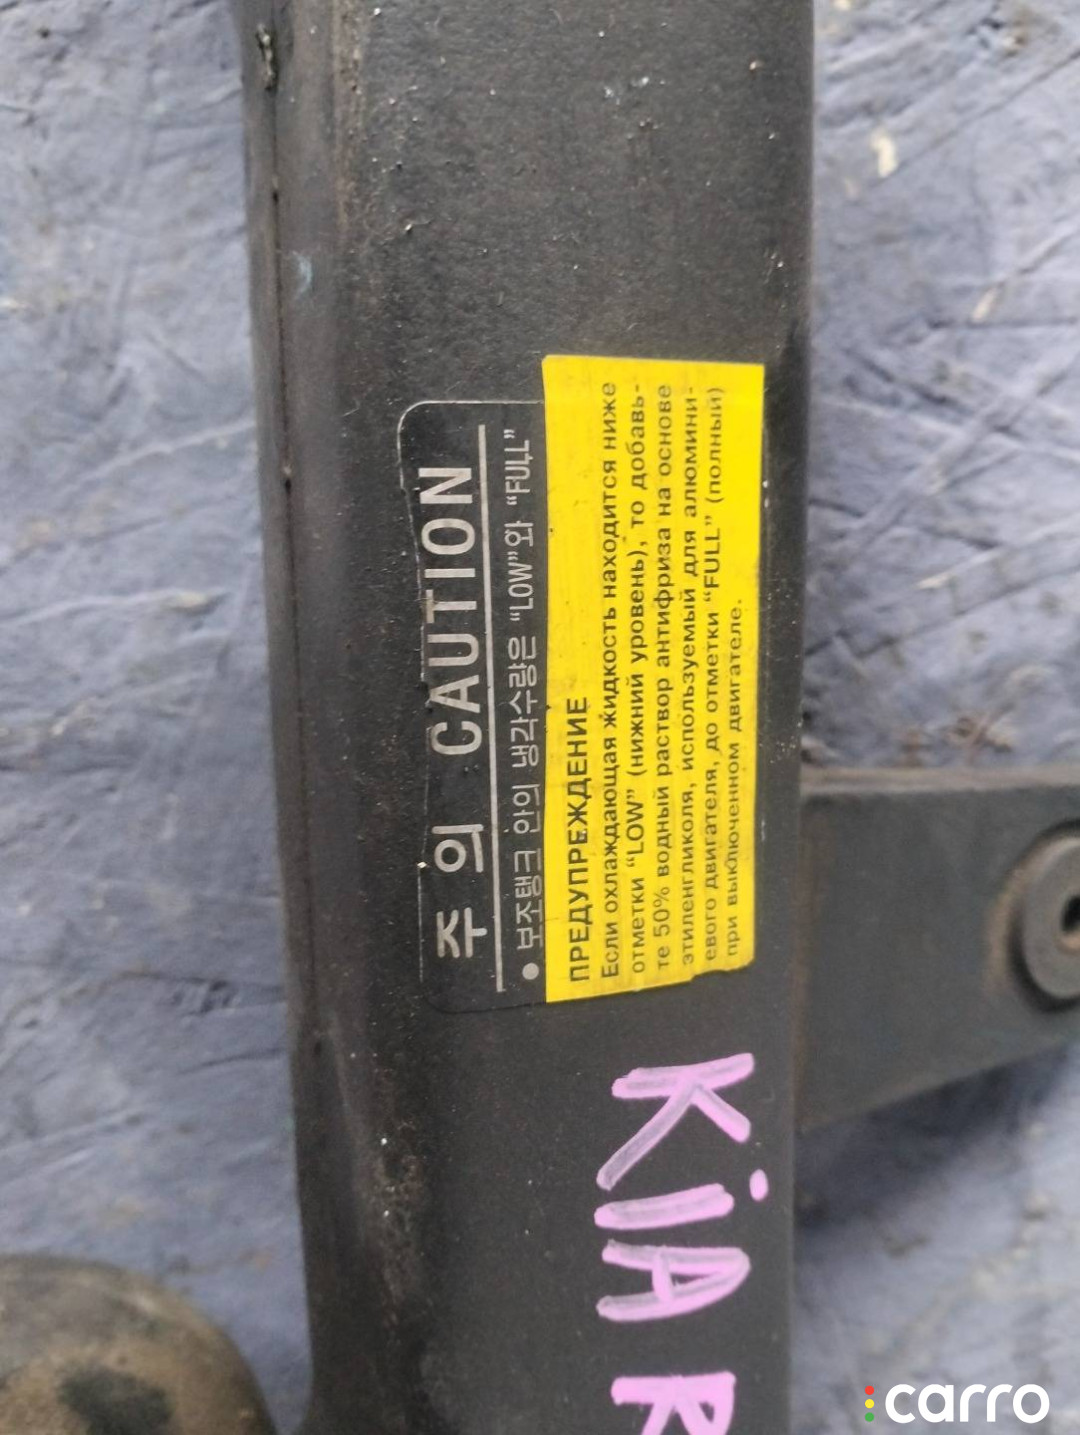 주의 CAUTION
• 보조탱크 안의 냉각수량은 “LOW”와 “FULL”
ПРЕДУПРЕЖДЕНИЕ
Если охлаждающая жидкость находится ниже
отметки “LOW” (нижний уровень), то добавь-
те 50% водный раствор антифриза на основе
этиленгликоля, используемый для алюмини-
евого двигателя, до отметки “FULL” (полный)
при выключенном двигателе.
KiA R
carro